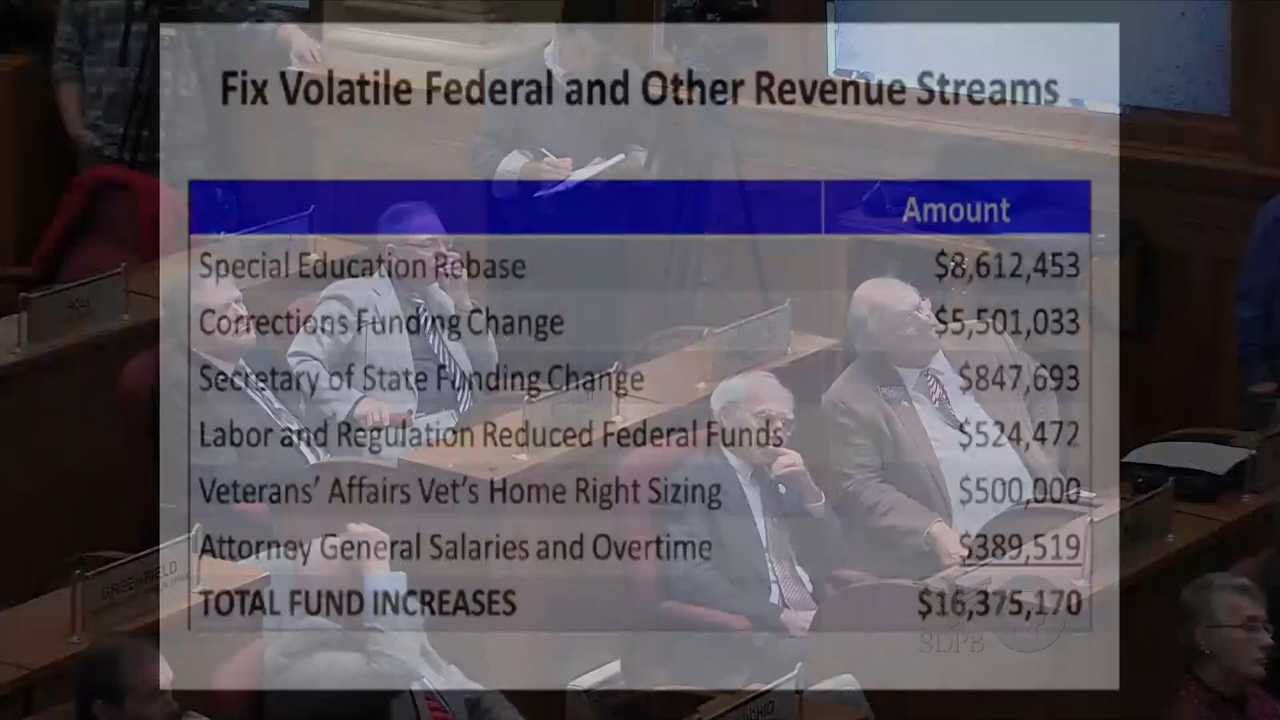 Fix Volatile Federal and Other Revenue Streams
Amount
Special Education Rebase $8,612,453
Corrections Funding Change $5,501,033
Secretary of State Funding Change $847,693
Labor and Regulation Reduced Federal Funds $524,472
Veterans' Affairs Vet's Home Right Sizing $500,000
Attorney General Salaries and Overtime $389,519
TOTAL FUND INCREASES $16,375,170
SDPB
GREENFIELD